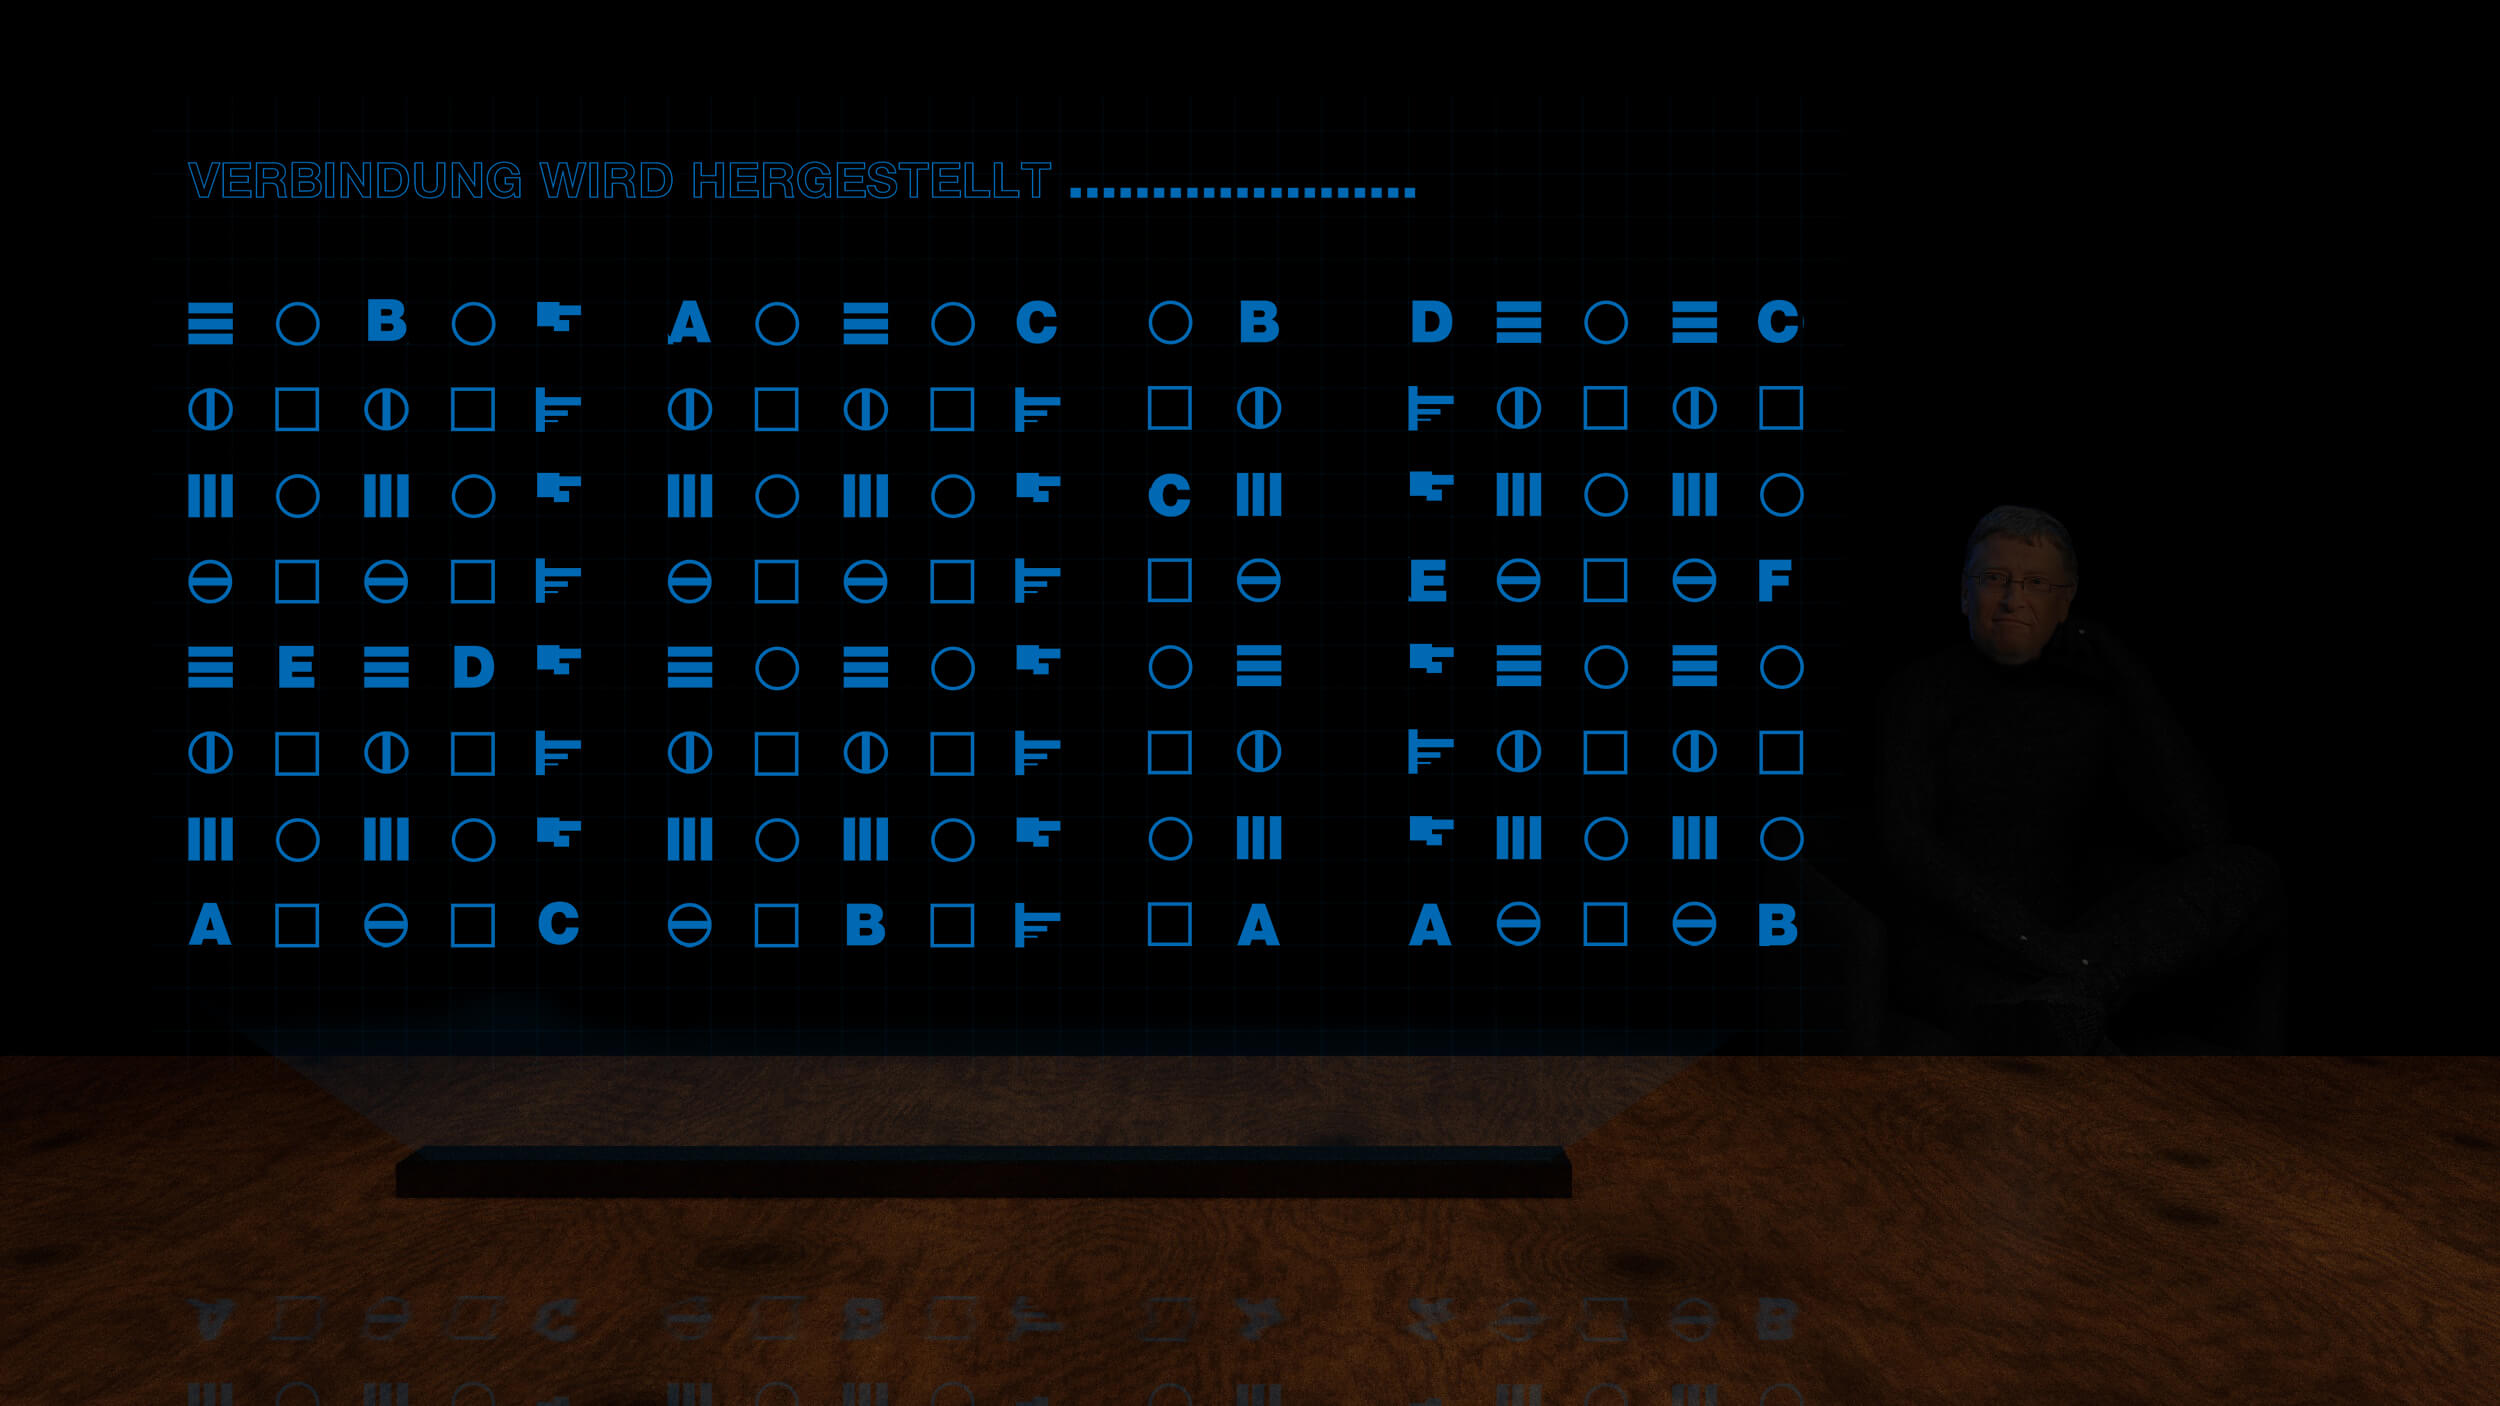 VERBINDUNG WIRD HERGESTELLT .....................
B A C B D C
C
E F
E D
A C B A A B